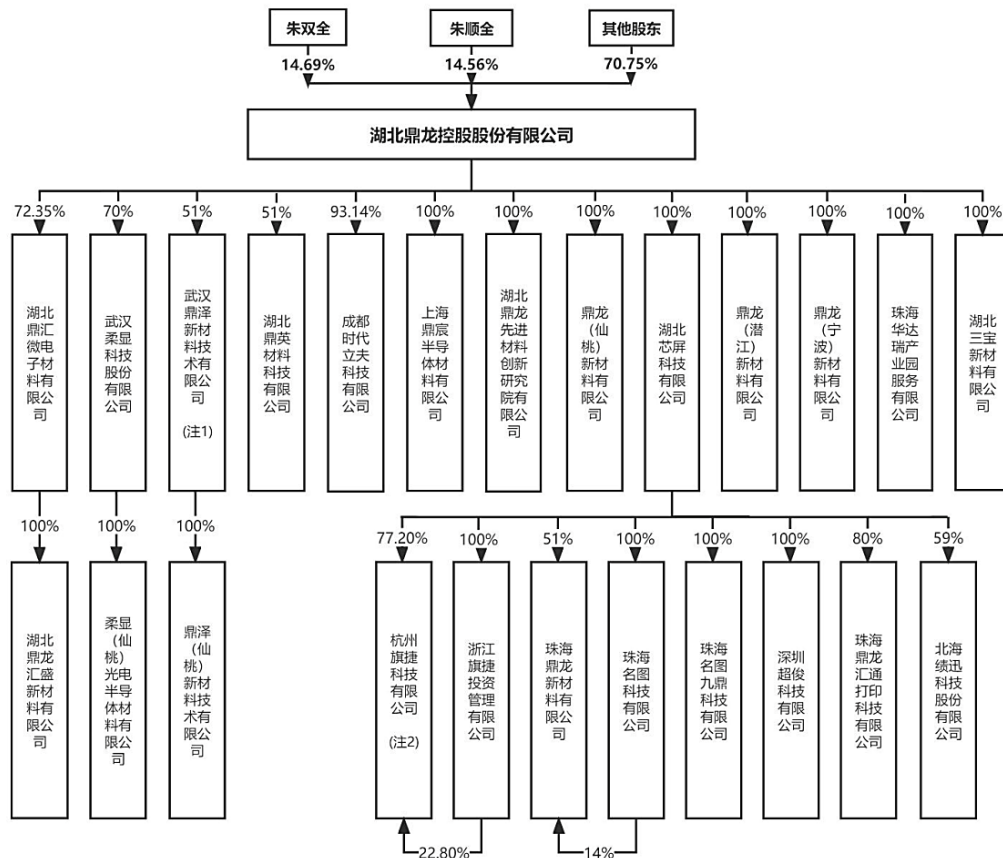 朱双全
朱顺全
其他股东
14.69%
14.56%
70.75%
湖北鼎龙控股股份有限公司
72.35%
70%
51%
51%
93.14%
100%
100%
100%
100%
100%
100%
100%
100%
湖北
鼎汇
微电
子材
料有
限公
司
武汉
柔显
科技
股份
有限
公司
武汉
鼎泽
新材
料技
术有
限公
司
(注1)
湖北
鼎英
材料
科技
有限
公司
成都
时代
立夫
科技
有限
公司
上海
鼎宸
半导
体材
料有
限公
司
湖北
鼎龙
先进
材料
创新
研究
院有
限公
司
鼎龙
（仙
桃）
新材
料有
限公
司
湖北
芯屏
科技
有限
公司
鼎龙
（潜
江）
新材
料有
限公
司
鼎龙
（宁
波）
新材
料有
限公
司
珠海
华达
瑞产
业园
服务
有限
公司
湖北
三宝
新材
料有
限公
司
100%
100%
100%
77.20%
100%
51%
100%
100%
100%
80%
59%
湖北
鼎龙
汇盛
新材
料有
限公
司
柔显
（仙
桃）
光电
半导
体材
料有
限公
司
鼎泽
（仙
桃）
新材
料技
术有
限公
司
杭州
旗捷
科技
有限
公司
(注2)
浙江
旗捷
投资
管理
有限
公司
珠海
鼎龙
新材
料有
限公
司
珠海
名图
科技
有限
公司
珠海
名图
九鼎
科技
有限
公司
深圳
超俊
科技
有限
公司
珠海
鼎龙
汇通
打印
科技
有限
公司
北海
绩迅
科技
股份
有限
公司
22.80%
14%